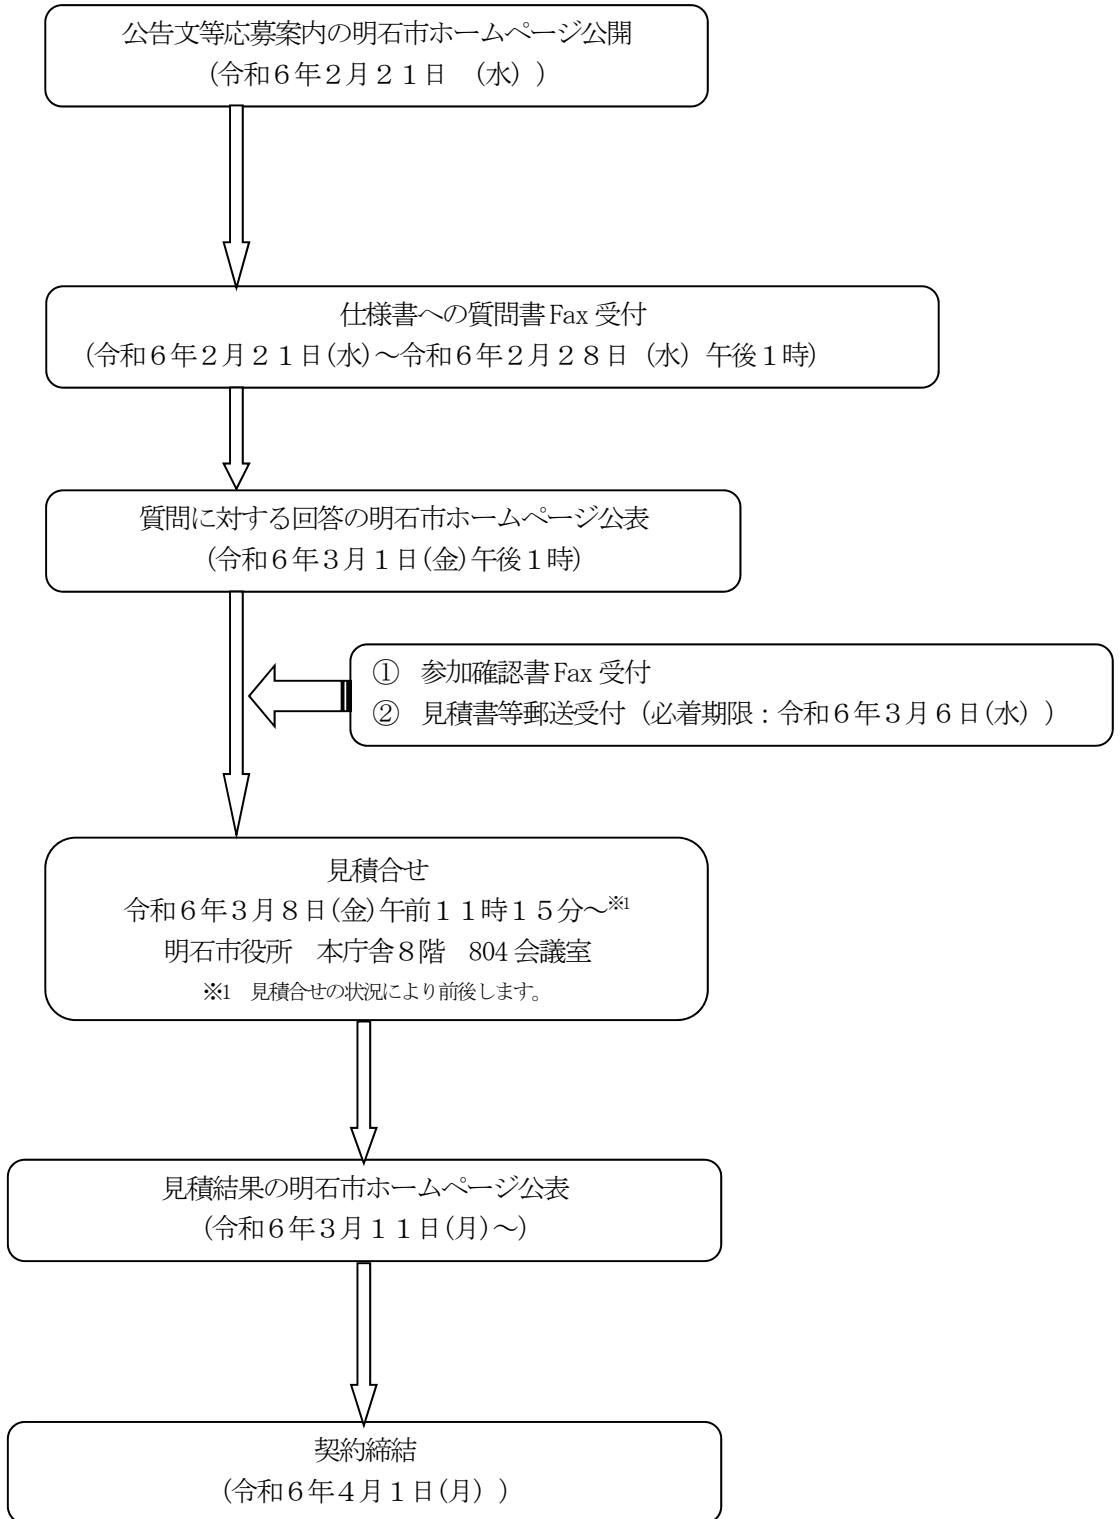 公告文等応募案内の明石市ホームページ公開
(令和６年２月２１日　（水）)
仕様書への質問書 Fax 受付
(令和６年２月２１日(水)～令和６年２月２８日（水）午後１時)
質問に対する回答の明石市ホームページ公表
(令和６年３月１日(金)午後１時)
①　参加確認書 Fax 受付
②　見積書等郵送受付（必着期限：令和６年３月６日(水)）
見積合せ
令和６年３月８日(金)午前１１時１５分～※1
明石市役所　本庁舎８階　804 会議室
※1　見積合せの状況により前後します。
見積結果の明石市ホームページ公表
(令和６年３月１１日(月)～)
契約締結
(令和６年４月１日(月)）